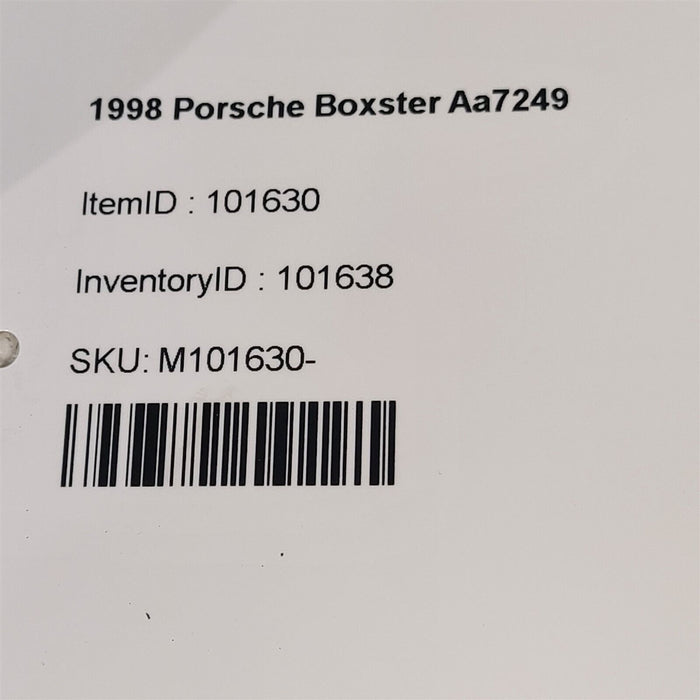 1998 Porsche Boxster Aa7249
ItemID : 101630
InventoryID : 101638
SKU: M101630-